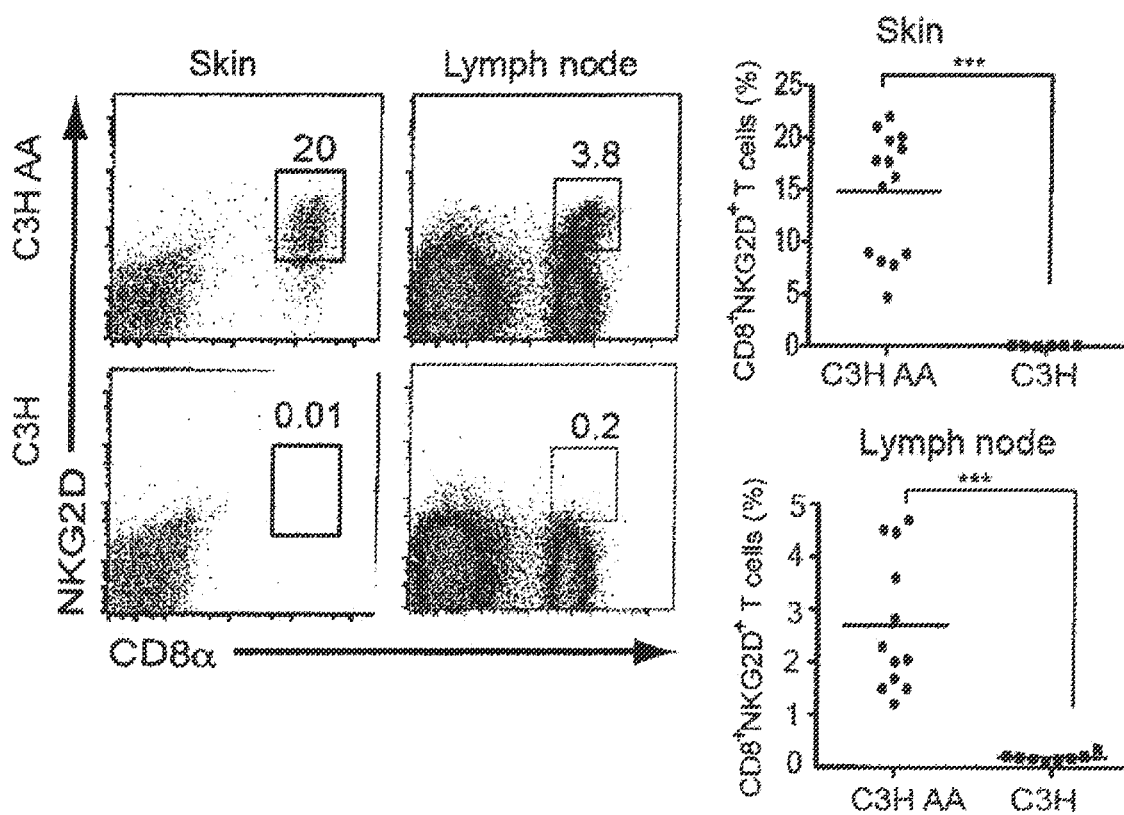 Skin
Lymph node
C3H AA
20
3.8
C3H
0.01
0.2
NKG2D
CD8α
Skin
***
CD8⁺NKG2D⁺ T cells (%)
25
20
15
10
5
0
C3H AA
C3H
Lymph node
***
CD8⁺NKG2D⁺ T cells (%)
5
4
3
2
1
0
C3H AA
C3H